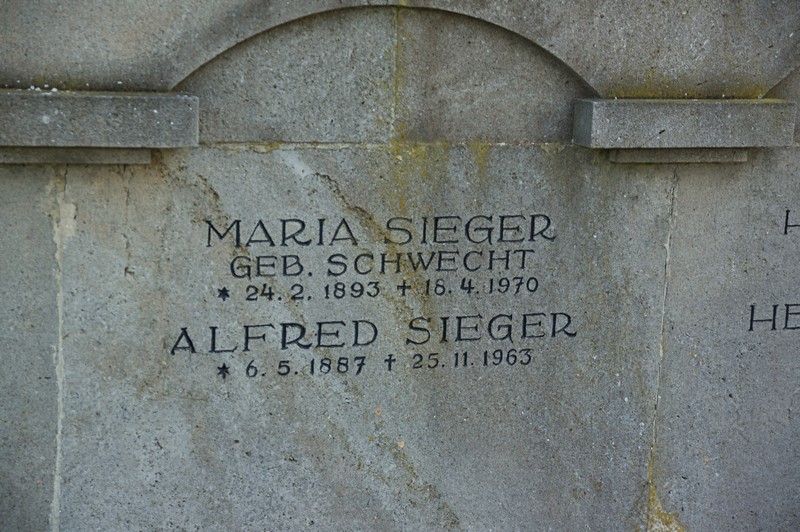 MARIA SIEGER
GEB. SCHWECHT
* 24. 2. 1893 † 18. 4. 1970
ALFRED SIEGER
* 6. 5. 1887 † 25. 11. 1963